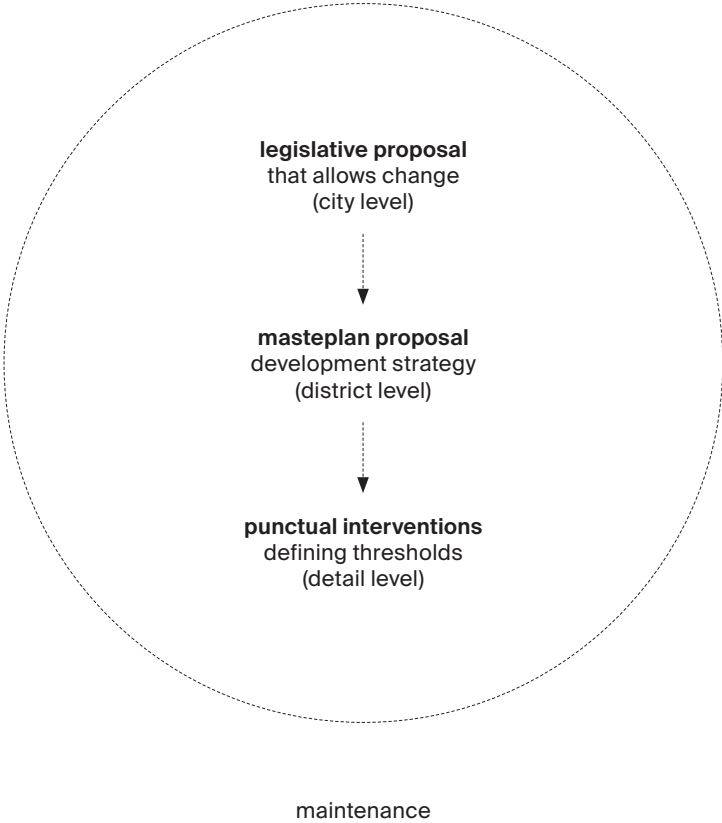 legislative proposal
that allows change
(city level)
masteplan proposal
development strategy
(district level)
punctual interventions
defining thresholds
(detail level)
maintenance